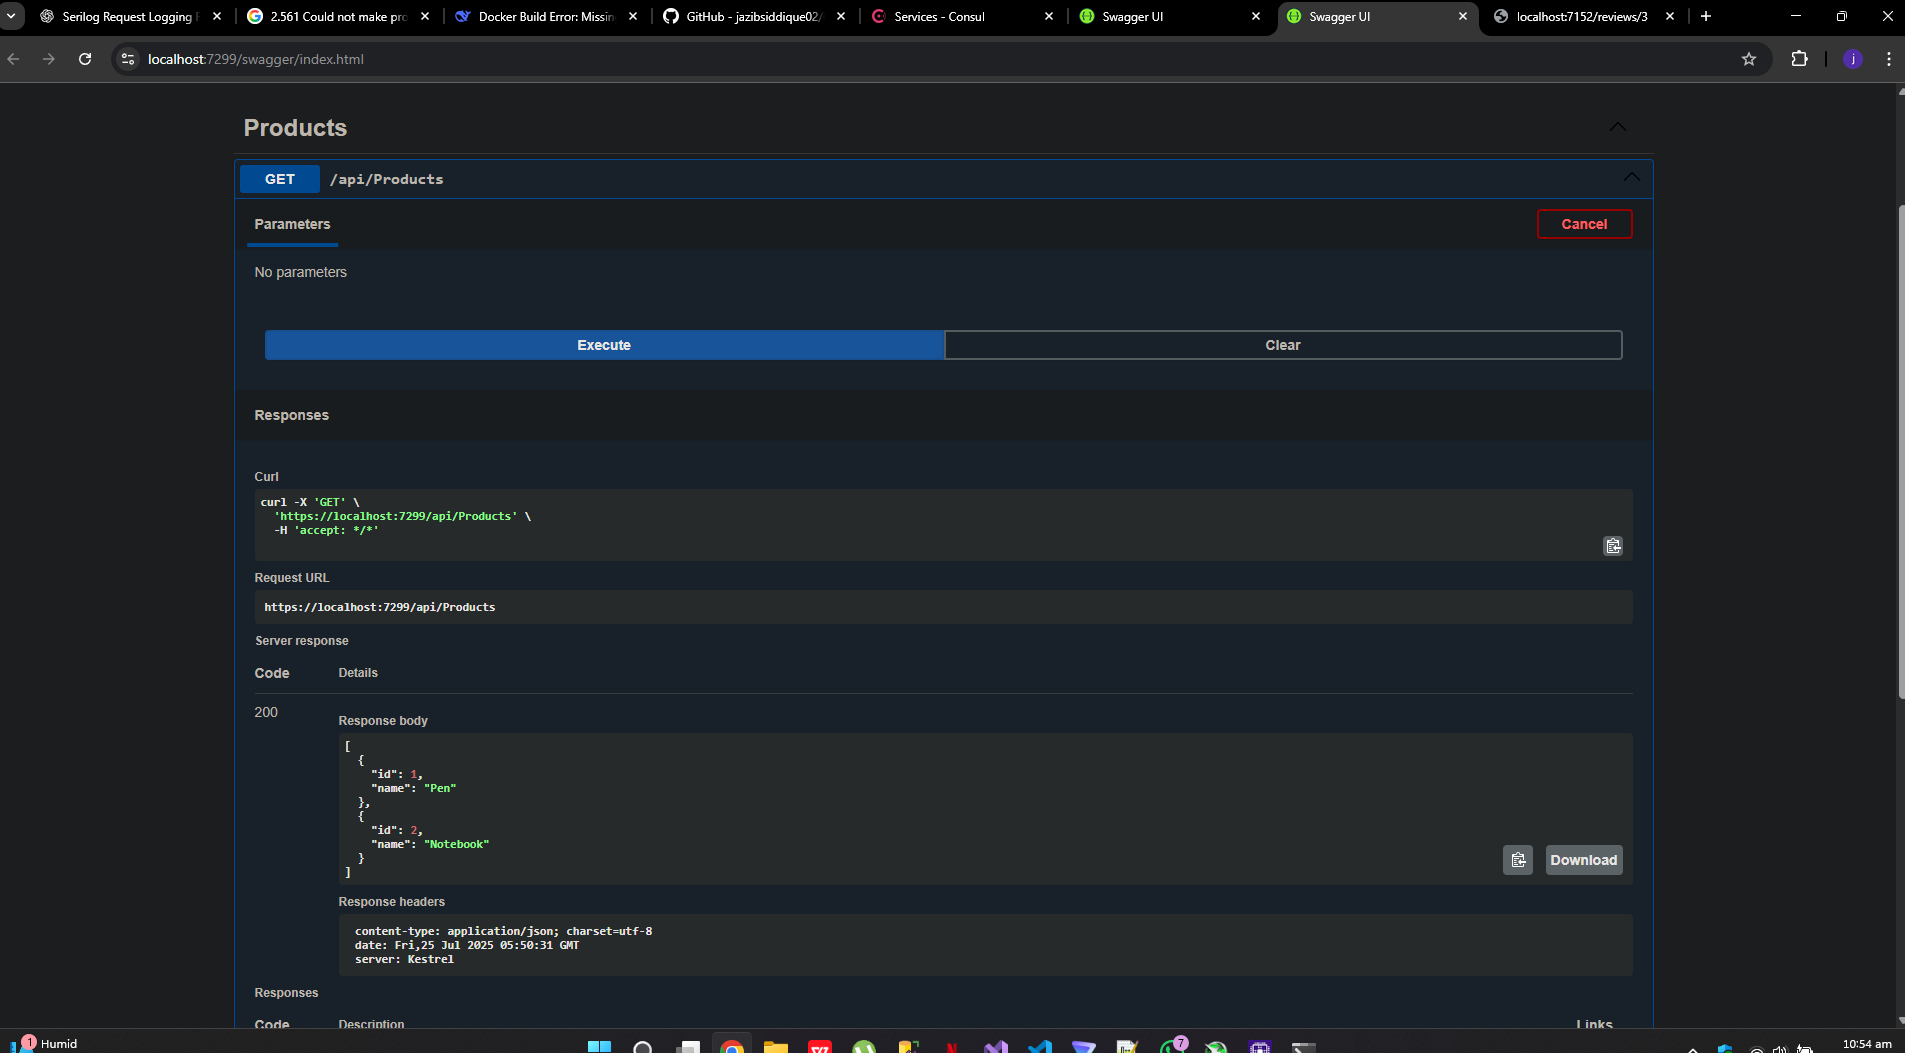 Serilog Request Logging
2.561 Could not make pro
Docker Build Error: Missin
GitHub - jazibsiddique02/
Services - Consul
Swagger UI
Swagger UI
localhost:7152/reviews/3
localhost:7299/swagger/index.html
j
Products
GET /api/Products
Parameters
Cancel
No parameters
Execute
Clear
Responses
Curl
curl -X 'GET' \
'https://localhost:7299/api/Products' \
-H 'accept: */*'
Request URL
https://localhost:7299/api/Products
Server response
Code Details
200
Response body
[
{
"id": 1,
"name": "Pen"
},
{
"id": 2,
"name": "Notebook"
}
]
Download
Response headers
content-type: application/json; charset=utf-8
date: Fri,25 Jul 2025 05:50:31 GMT
server: Kestrel
Responses
Code Description Links
1 Humid
7
10:54 am